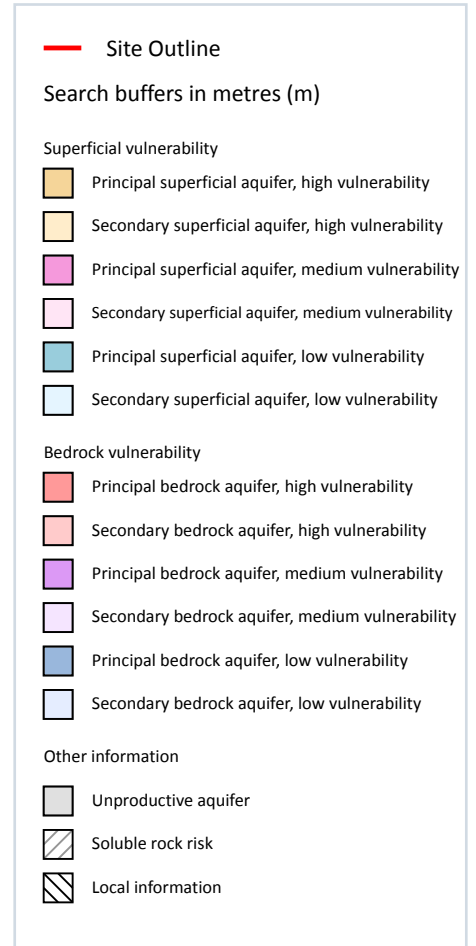 Site Outline
Search buffers in metres (m)
Superficial vulnerability
Principal superficial aquifer, high vulnerability
Secondary superficial aquifer, high vulnerability
Principal superficial aquifer, medium vulnerability
Secondary superficial aquifer, medium vulnerability
Principal superficial aquifer, low vulnerability
Secondary superficial aquifer, low vulnerability
Bedrock vulnerability
Principal bedrock aquifer, high vulnerability
Secondary bedrock aquifer, high vulnerability
Principal bedrock aquifer, medium vulnerability
Secondary bedrock aquifer, medium vulnerability
Principal bedrock aquifer, low vulnerability
Secondary bedrock aquifer, low vulnerability
Other information
Unproductive aquifer
Soluble rock risk
Local information